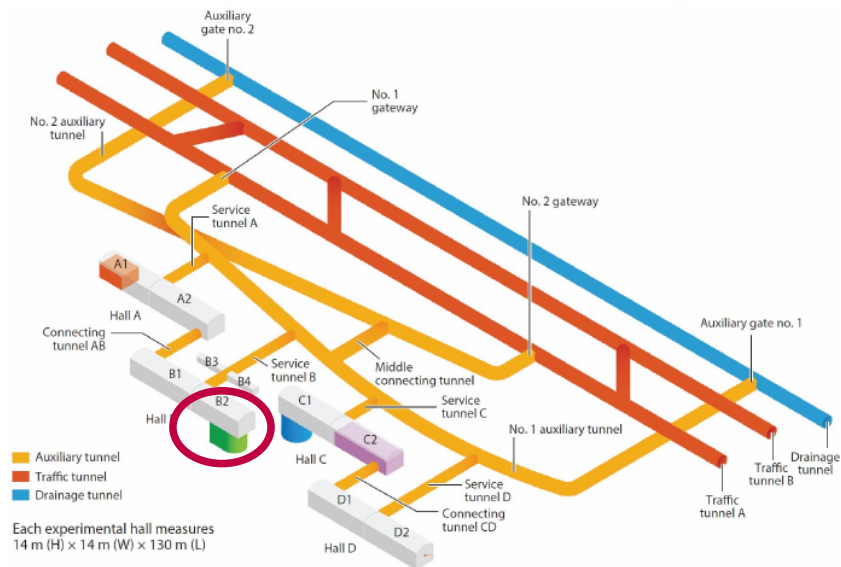 Auxiliary
gate no. 2
No. 1
gateway
No. 2 auxiliary
tunnel
Service
tunnel A
No. 2 gateway
A1
A2
Hall A
Connecting
tunnel AB
Auxiliary gate no. 1
B3
B4
Service
tunnel B
Middle
connecting tunnel
B1
B2
Hall
C1
C2
Service
tunnel C
Hall C
No. 1 auxiliary tunnel
Drainage
tunnel
Traffic
tunnel B
Traffic
tunnel A
Auxiliary tunnel
Traffic tunnel
Drainage tunnel
Service
tunnel D
Connecting
tunnel CD
D1
D2
Hall D
Each experimental hall measures
14 m (H) × 14 m (W) × 130 m (L)